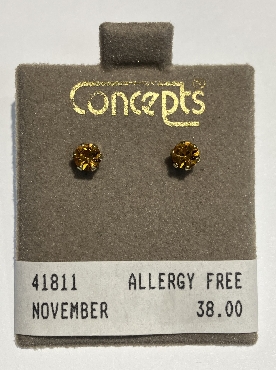 Concepts
41811 ALLERGY FREE
NOVEMBER 38.00